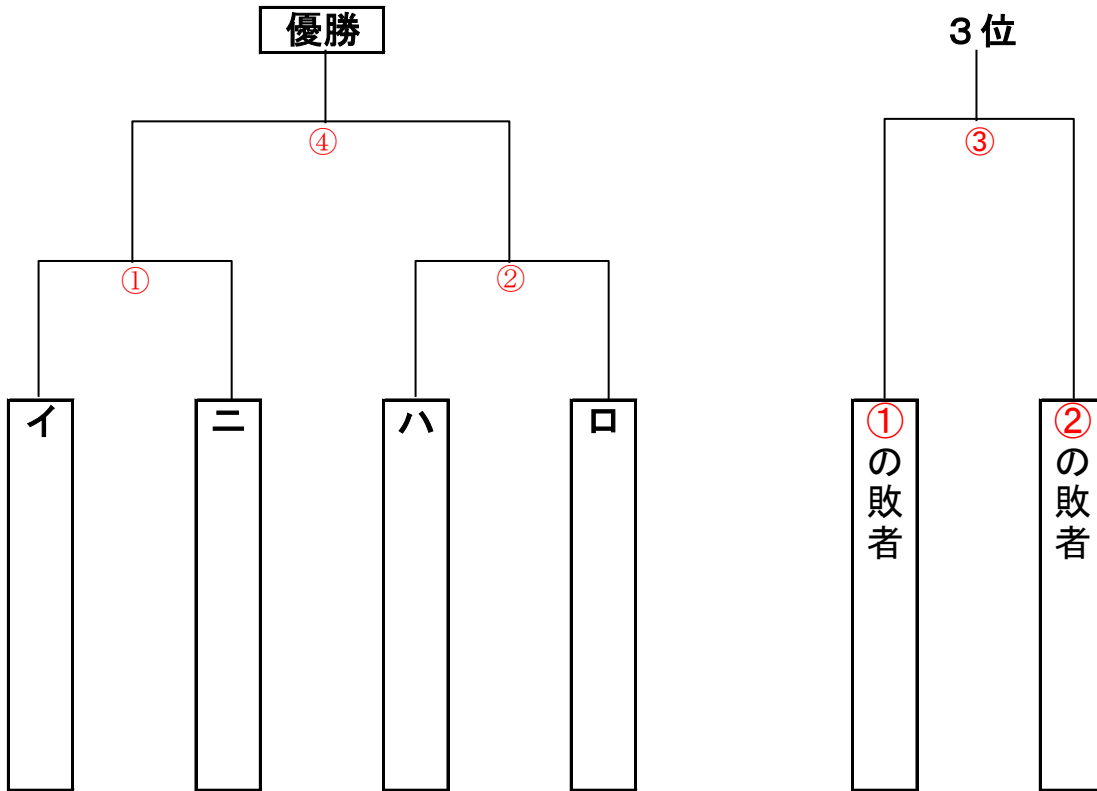 優勝
３位
④
③
①
②
イ
ニ
ハ
ロ
①の敗者
②の敗者